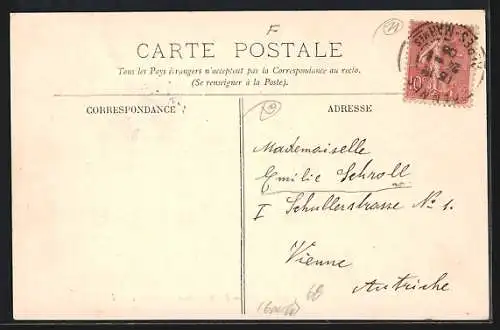 F
CARTE POSTALE
Tous les Pays étrangers n'acceptent pas la Correspondance au recto.
(Se renseigner à la Poste).
CORRESPONDANCE
ADRESSE
Mademoiselle
Emilie Schroll
I Schullerstrasse No 1.
Vienne
Autriche